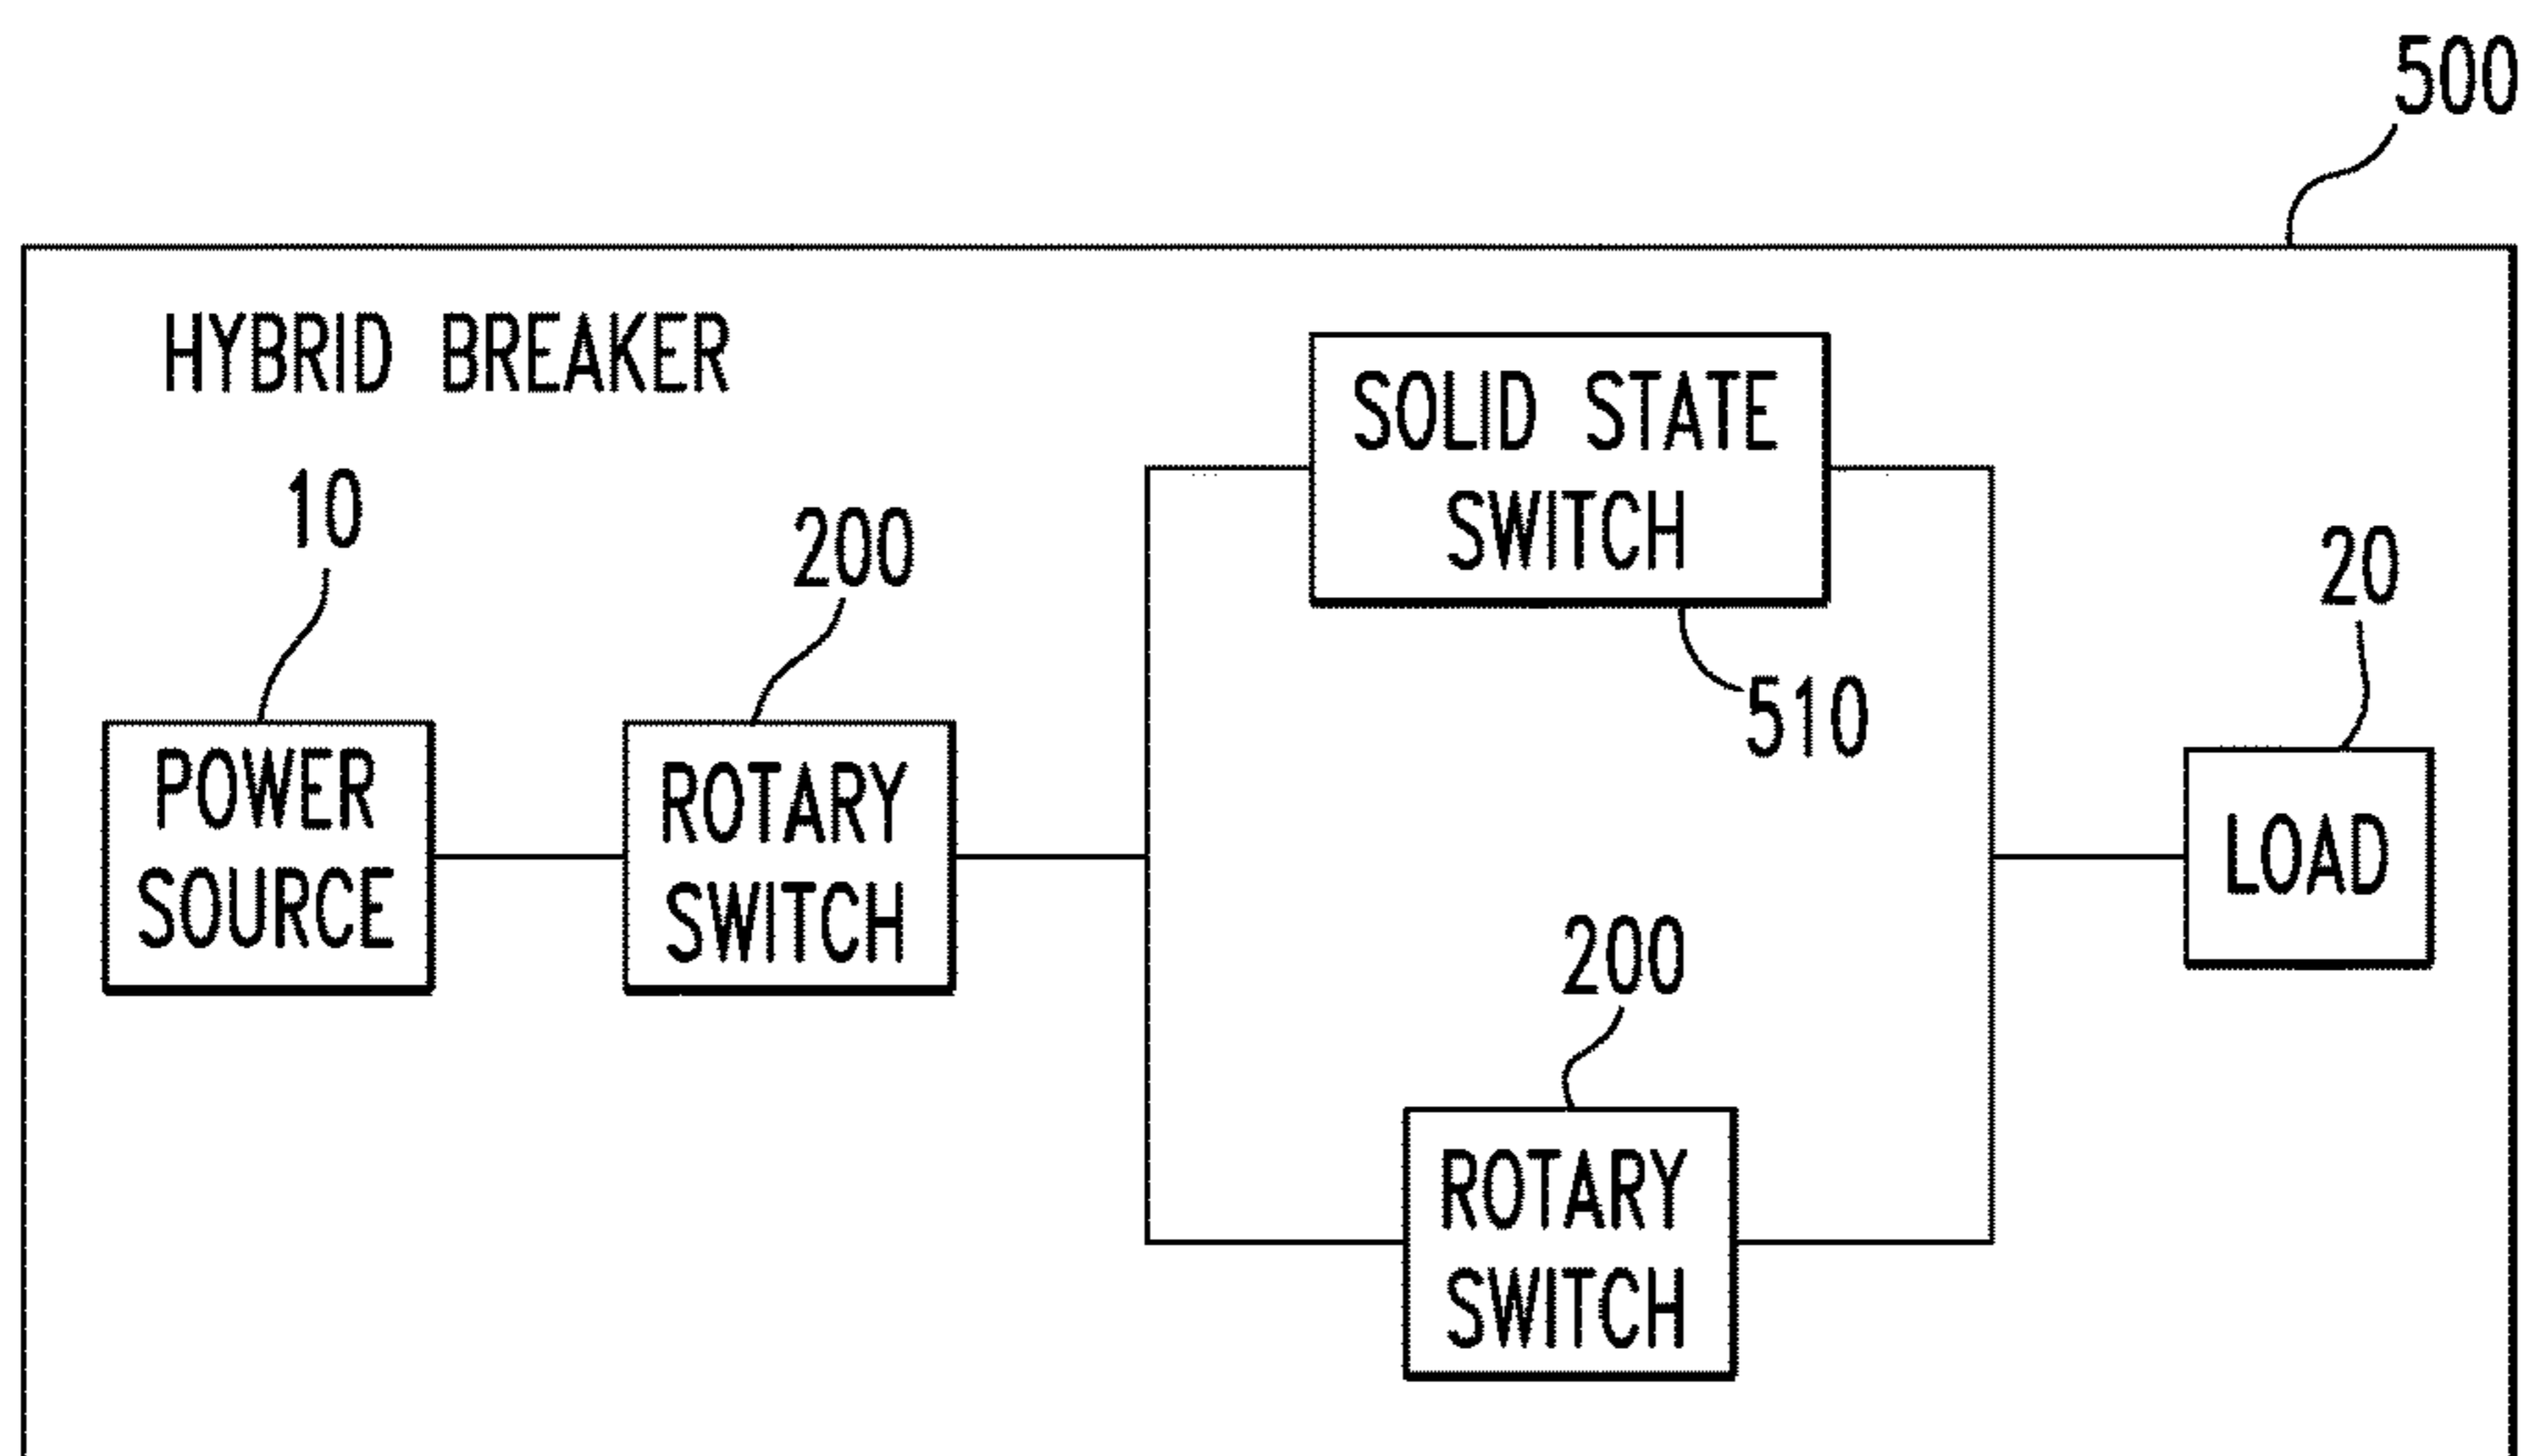 500
HYBRID BREAKER
10
200
SOLID STATE
SWITCH
510
20
POWER
SOURCE
ROTARY
SWITCH
LOAD
200
ROTARY
SWITCH